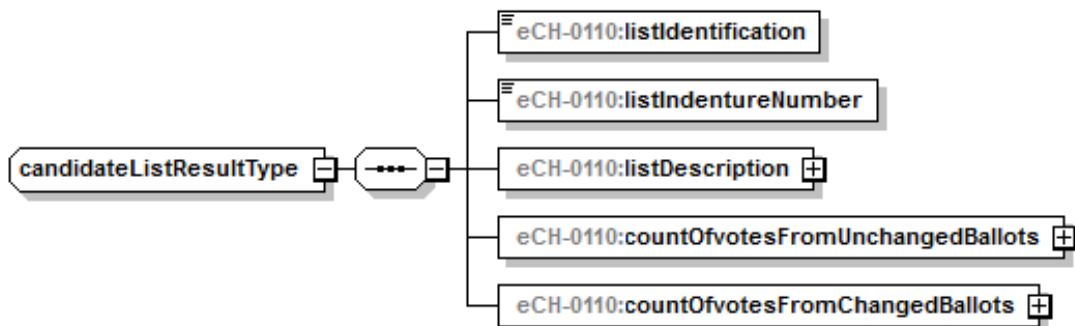 eCH-0110:listIdentification
eCH-0110:listIndentureNumber
candidateListResultType
eCH-0110:listDescription
eCH-0110:countOfvotesFromUnchangedBallots
eCH-0110:countOfvotesFromChangedBallots